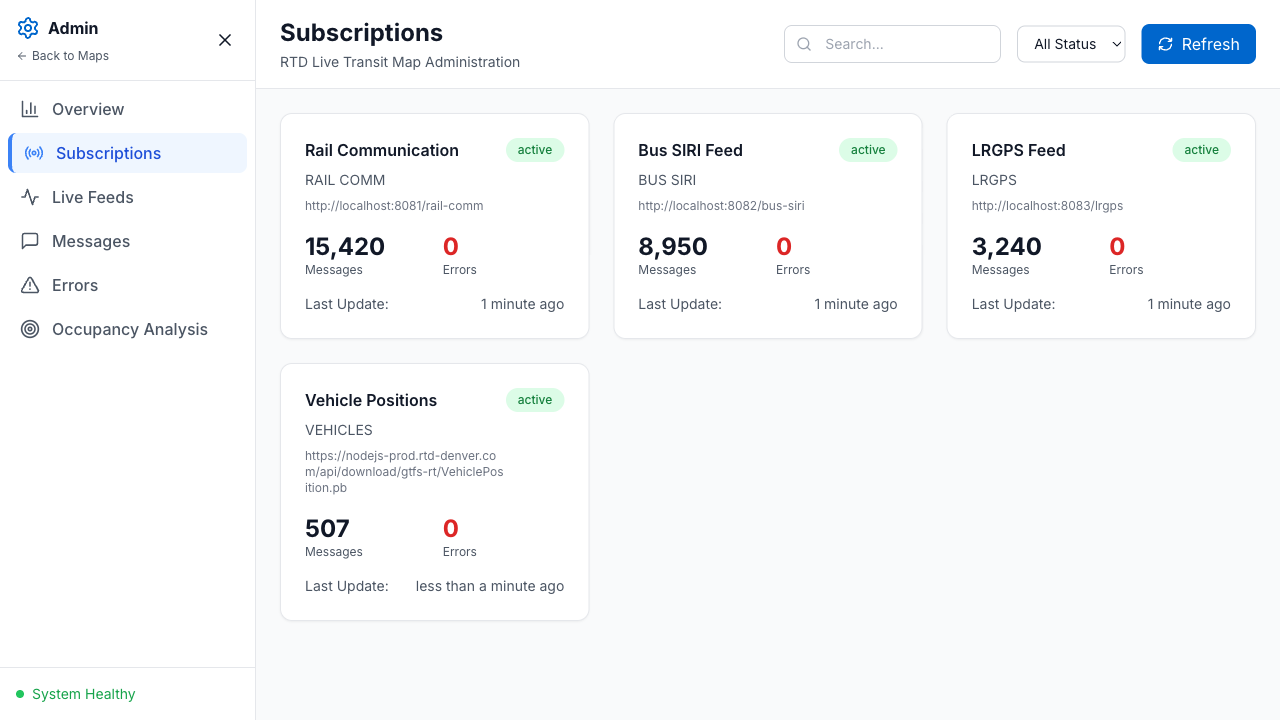 Admin
Back to Maps
Overview
Subscriptions
Live Feeds
Messages
Errors
Occupancy Analysis
System Healthy
Subscriptions
RTD Live Transit Map Administration
Search...
All Status
Refresh
Rail Communication
active
RAIL COMM
http://localhost:8081/rail-comm
15,420
0
Messages
Errors
Last Update:
1 minute ago
Bus SIRI Feed
active
BUS SIRI
http://localhost:8082/bus-siri
8,950
0
Messages
Errors
Last Update:
1 minute ago
LRGPS Feed
active
LRGPS
http://localhost:8083/lrgps
3,240
0
Messages
Errors
Last Update:
1 minute ago
Vehicle Positions
active
VEHICLES
https://nodejs-prod.rtd-denver.co
m/api/download/gtfs-rt/VehiclePos
ition.pb
507
0
Messages
Errors
Last Update:
less than a minute ago